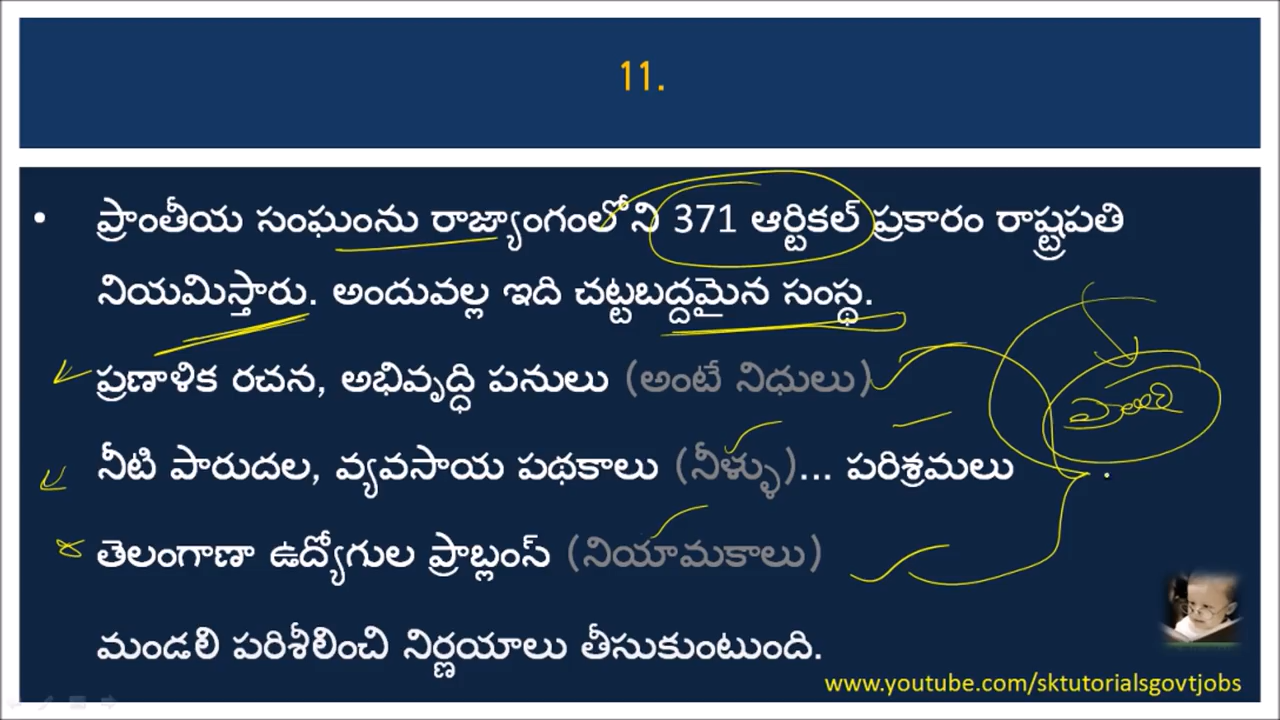 11.
• ప్రాంతీయ సంఘంను రాజ్యాంగంలోని 371 ఆర్టికల్ ప్రకారం రాష్ట్రపతి
నియమిస్తారు. అందువల్ల ఇది చట్టబద్దమైన సంస్థ.
ప్రణాళిక రచన, అభివృద్ధి పనులు (అంటే నిధులు)
నీటి పారుదల, వ్యవసాయ పథకాలు (నీళ్ళు)... పరిశ్రమలు
తెలంగాణా ఉద్యోగుల ప్రాబ్లంస్ (నియామకాలు)
మండలి పరిశీలించి నిర్ణయాలు తీసుకుంటుంది.
www.youtube.com/sktutorialsgovtjobs